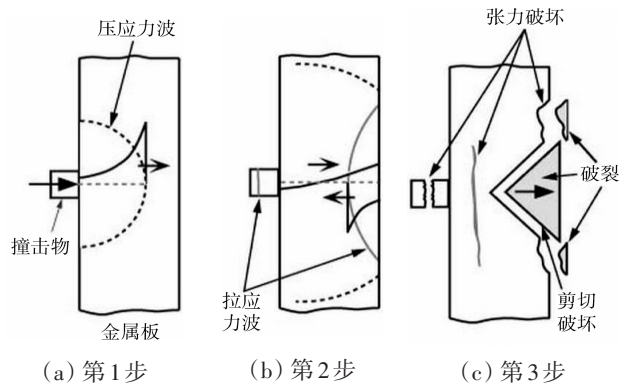 压应力波
撞击物
金属板
(a) 第1步
拉应
力波
(b) 第2步
张力破坏
破裂
剪切
破坏
(c) 第3步